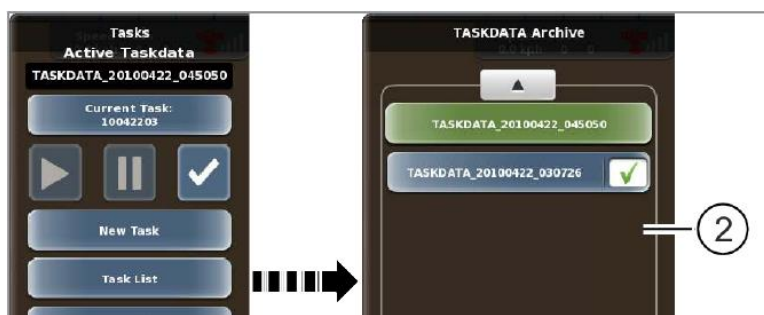 Tasks
Active Taskdata
TASKDATA_20100422_045050
Current Task:
10042203
New Task
Task List
TASKDATA Archive
TASKDATA_20100422_045050
TASKDATA_20100422_030726
2